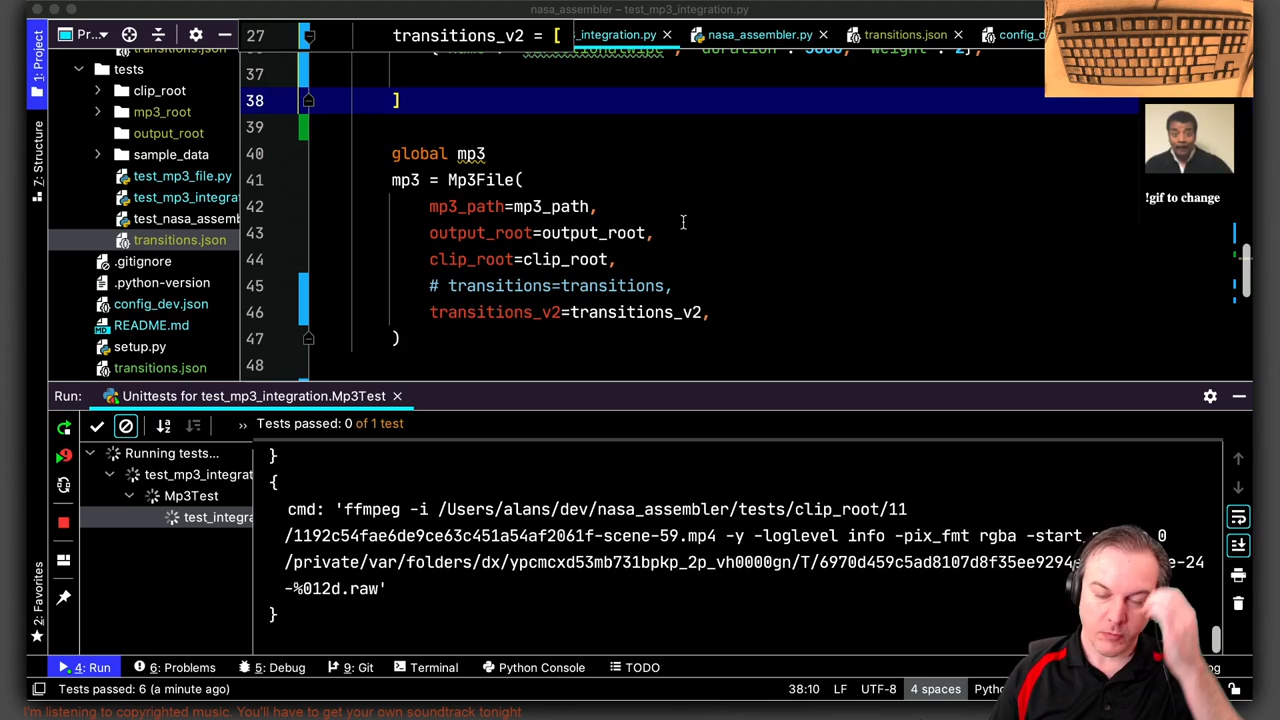 nasa_assembler – test_mp3_integration.py
1: Project
Pr...
27 transitions_v2 = [
_integration.py
nasa_assembler.py
transitions.json
config_d
transitions.json
tests
clip_root
mp3_root
output_root
sample_data
test_mp3_file.py
test_mp3_integra
test_nasa_assemb
transitions.json
.gitignore
.python-version
config_dev.json
README.md
setup.py
transitions.json
7: Structure
37
38 ]
39
40 global mp3
41 mp3 = Mp3File(
42 mp3_path=mp3_path,
43 output_root=output_root,
44 clip_root=clip_root,
45 # transitions=transitions,
46 transitions_v2=transitions_v2,
47 )
48
!gif to change
Run: Unittests for test_mp3_integration.Mp3Test
Tests passed: 0 of 1 test
Running tests...
test_mp3_integrat
Mp3Test
test_integra
}
{
cmd: 'ffmpeg -i /Users/alans/dev/nasa_assembler/tests/clip_root/11
/1192c54fae6de9ce63c451a54af2061f-scene-59.mp4 -y -loglevel info -pix_fmt rgba -start_ 0
/private/var/folders/dx/ypcmcxd53mb731bpkp_2p_vh0000gn/T/6970d459c5ad8107d8f35ee9294 e-24
-%012d.raw'
}
2: Favorites
4: Run
6: Problems
5: Debug
9: Git
Terminal
Python Console
TODO
Tests passed: 6 (a minute ago)
38:10 LF UTF-8 4 spaces Pytho
I'm listening to copyrighted music. You'll have to get your own soundtrack tonight